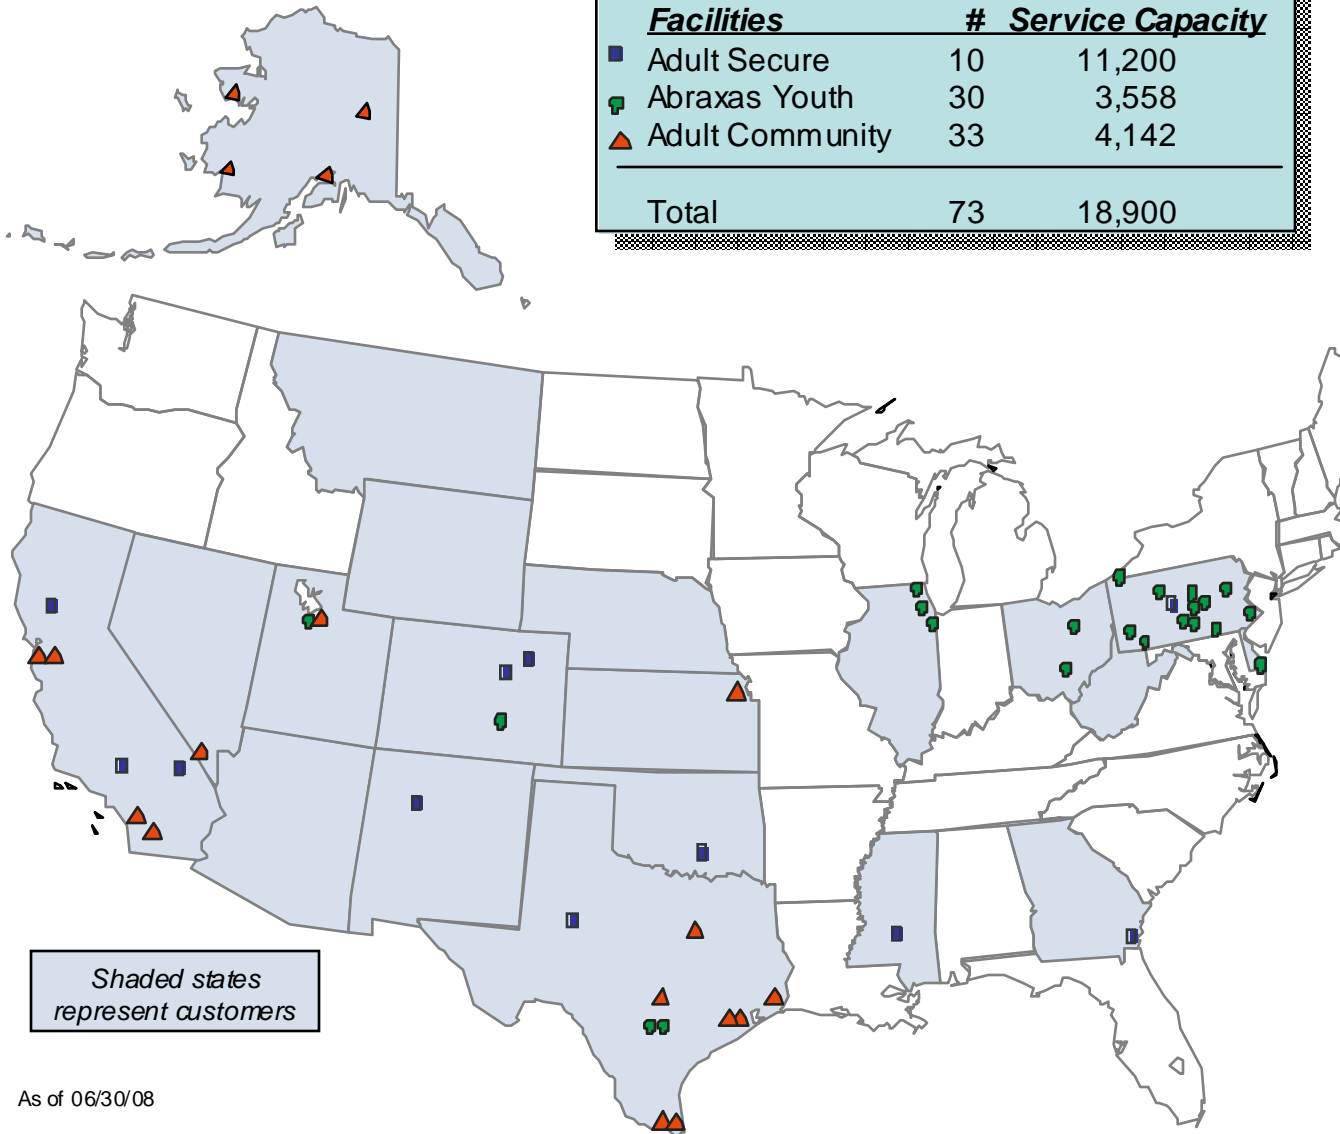 Facilities # Service Capacity
Adult Secure 10 11,200
Abraxas Youth 30 3,558
Adult Community 33 4,142
Total 73 18,900
Shaded states
represent customers
As of 06/30/08